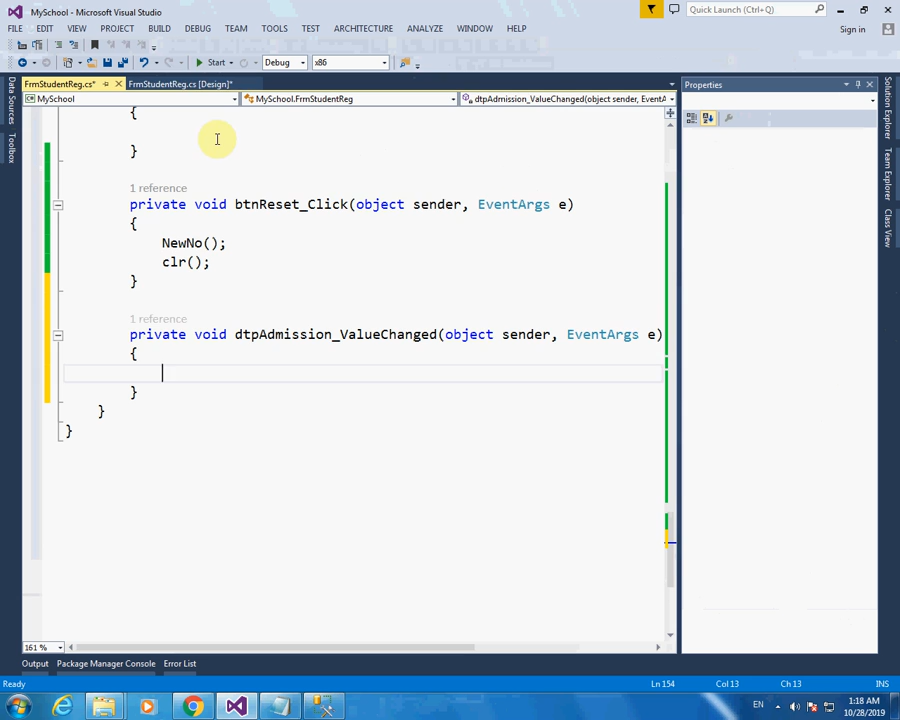 MySchool - Microsoft Visual Studio
Quick Launch (Ctrl+Q)
FILE EDIT VIEW PROJECT BUILD DEBUG TEAM TOOLS TEST ARCHITECTURE ANALYZE WINDOW HELP
Sign in
Start Debug x86
Data Sources
Toolbox
FrmStudentReg.cs* FrmStudentReg.cs [Design]*
MySchool MySchool.FrmStudentReg dtpAdmission_ValueChanged(object sender, EventA
{
}
1 reference
private void btnReset_Click(object sender, EventArgs e)
{
NewNo();
clr();
}
1 reference
private void dtpAdmission_ValueChanged(object sender, EventArgs e)
{
}
}
}
Properties
Solution Explorer
Team Explorer
Class View
161 %
Output Package Manager Console Error List
Ready Ln 154 Col 13 Ch 13 INS
EN 1:18 AM
10/28/2019